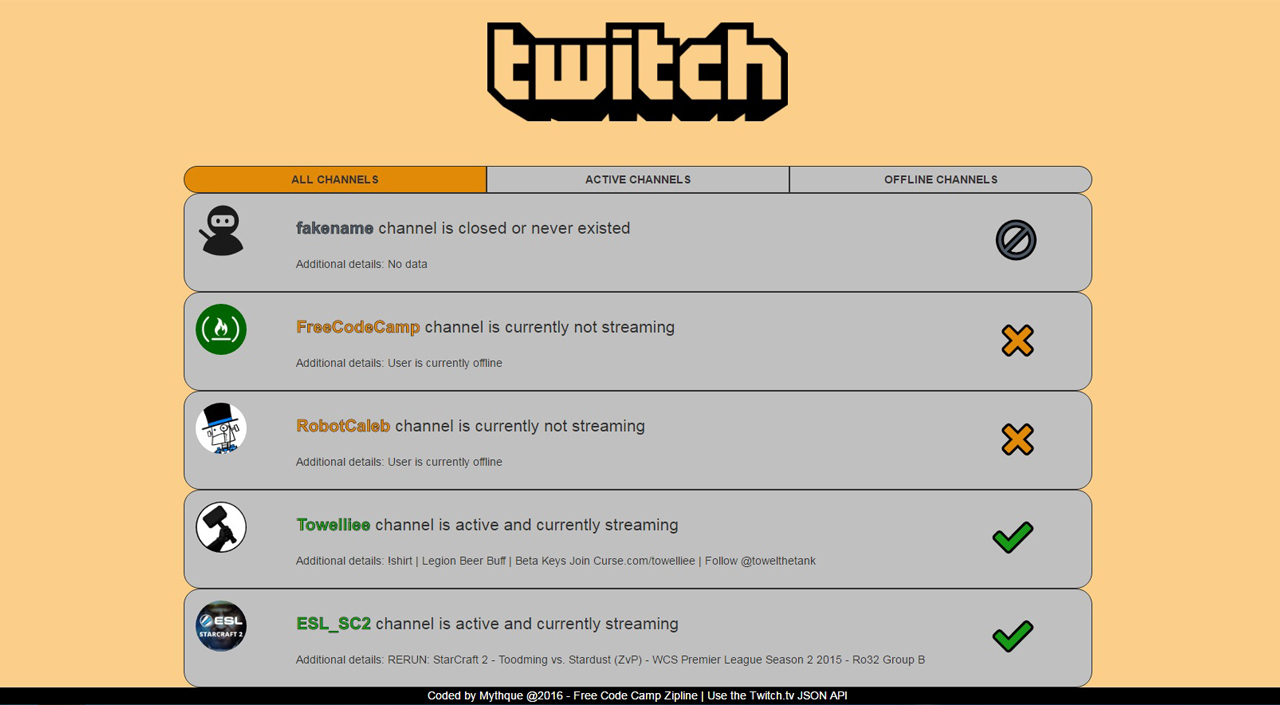 twitch
ALL CHANNELS ACTIVE CHANNELS OFFLINE CHANNELS
fakename channel is closed or never existed
Additional details: No data
FreeCodeCamp channel is currently not streaming
Additional details: User is currently offline
RobotCaleb channel is currently not streaming
Additional details: User is currently offline
Towelliee channel is active and currently streaming
Additional details: !shirt | Legion Beer Buff | Beta Keys Join Curse.com/towelliee | Follow @towelthetank
ESL
STARCRAFT 2
ESL_SC2 channel is active and currently streaming
Additional details: RERUN: StarCraft 2 - Toodming vs. Stardust (ZvP) - WCS Premier League Season 2 2015 - Ro32 Group B
Coded by Mythque @2016 - Free Code Camp Zipline | Use the Twitch.tv JSON API